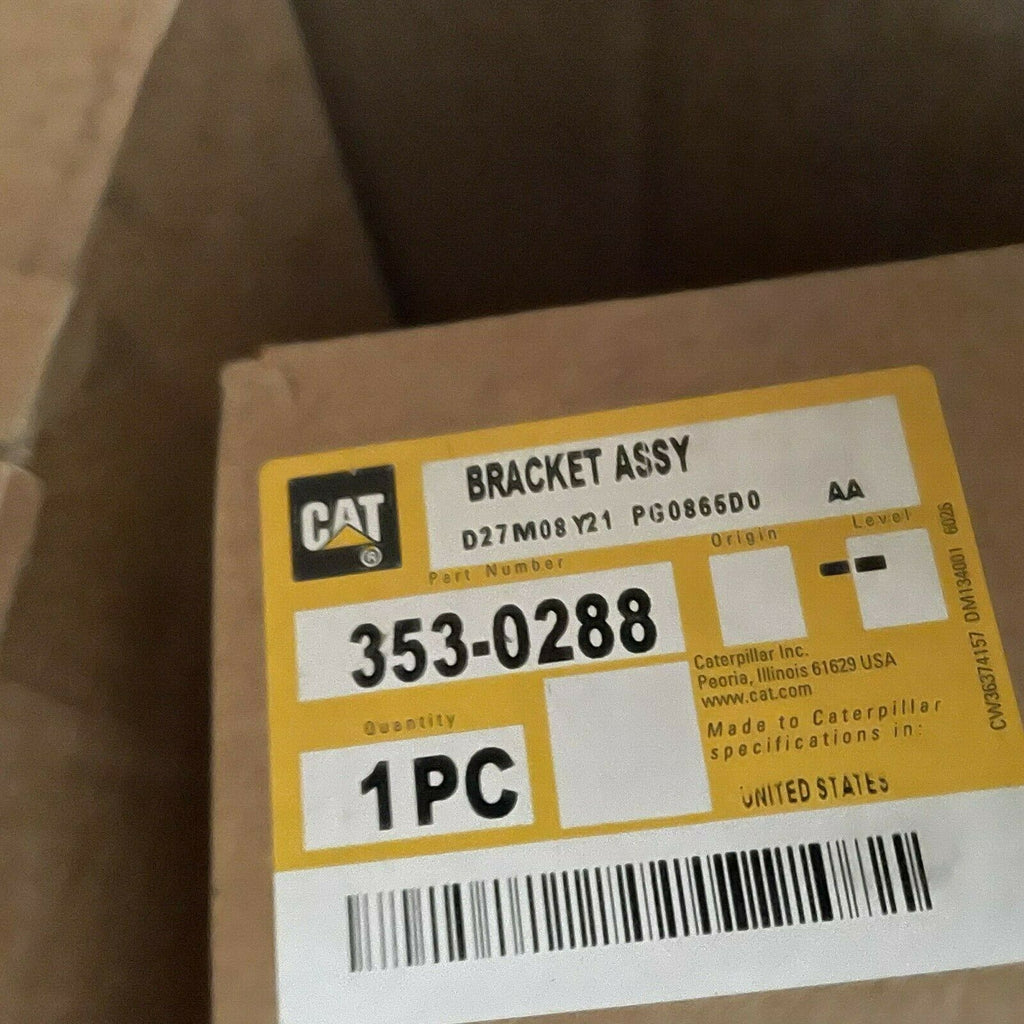 CAT
®
BRACKET ASSY
D27M08Y21 PG0865D0 AA
Part Number
Origin
Level
353-0288
--
Caterpillar Inc.
Peoria, Illinois 61629 USA
www.cat.com
Quantity
1PC
Made to Caterpillar
specifications in:
UNITED STATES
CW36374157 DM134001 6026